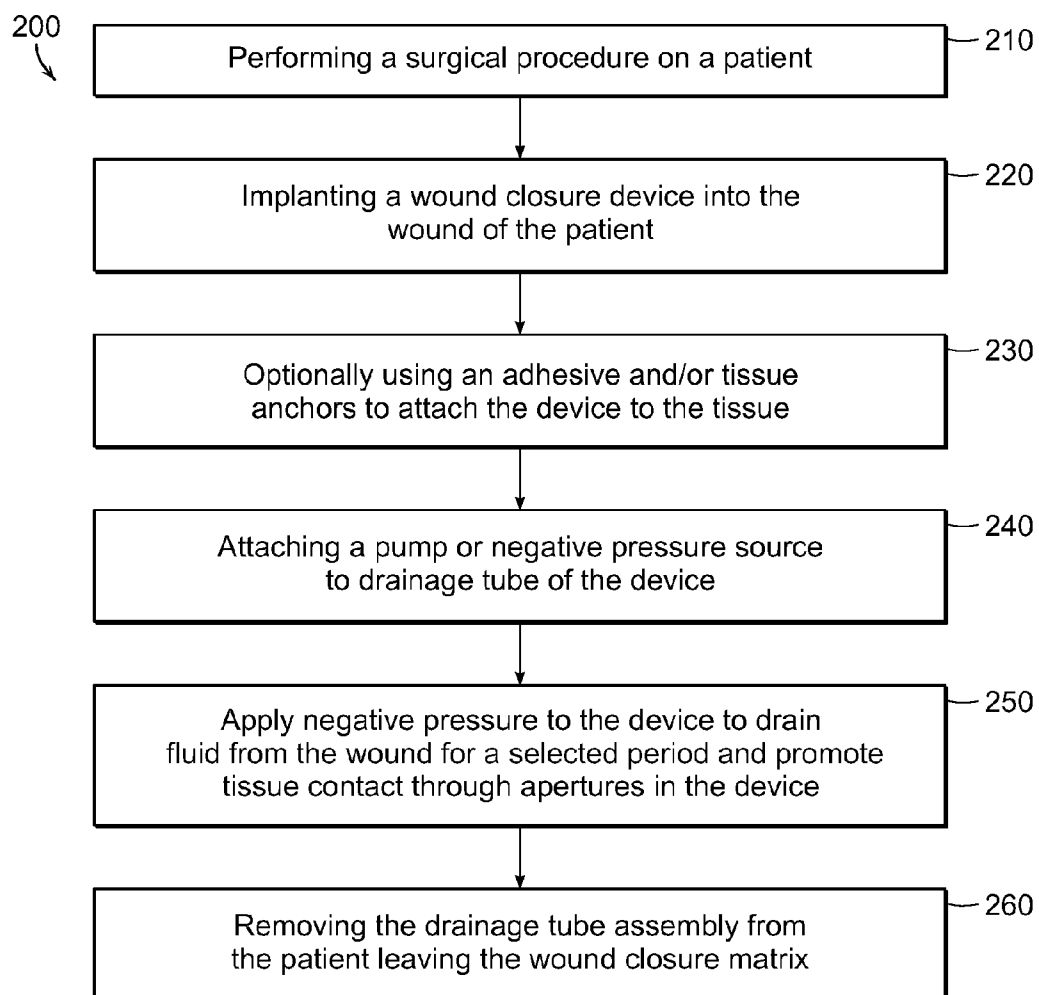 200
Performing a surgical procedure on a patient
210
Implanting a wound closure device into the
wound of the patient
220
Optionally using an adhesive and/or tissue
anchors to attach the device to the tissue
230
Attaching a pump or negative pressure source
to drainage tube of the device
240
Apply negative pressure to the device to drain
fluid from the wound for a selected period and promote
tissue contact through apertures in the device
250
Removing the drainage tube assembly from
the patient leaving the wound closure matrix
260